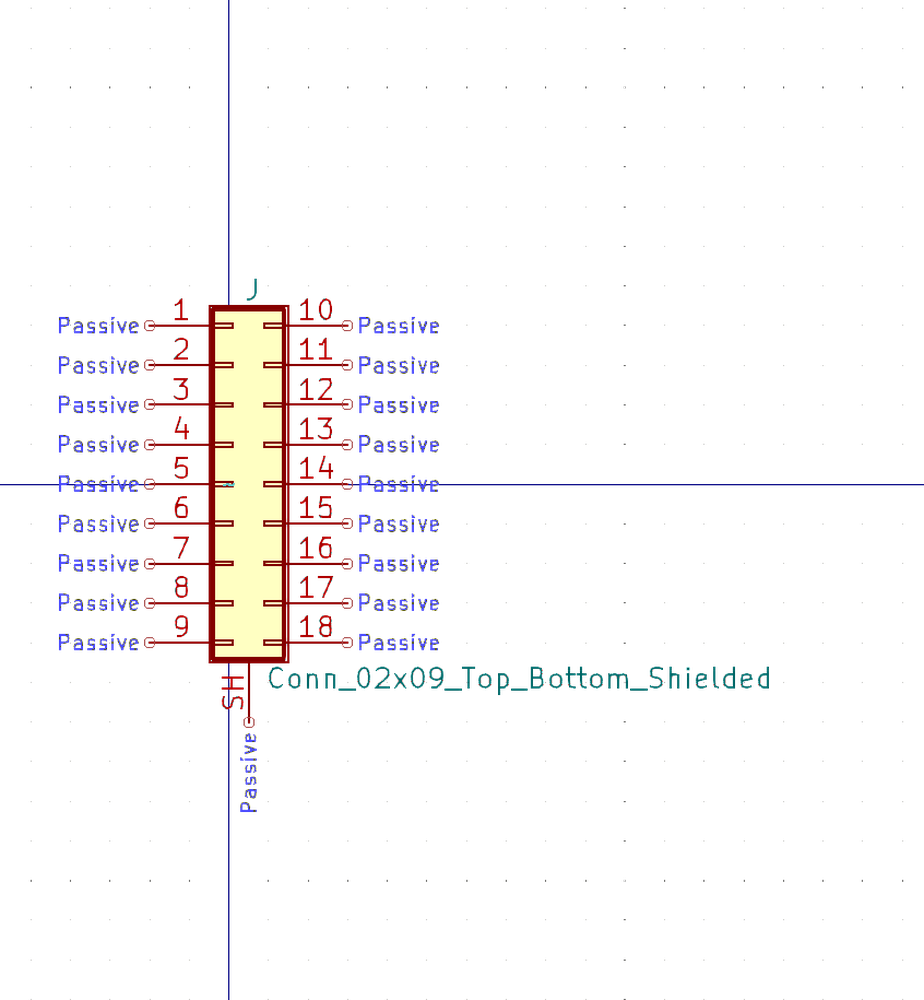 J
Passive 1 10 Passive
Passive 2 11 Passive
Passive 3 12 Passive
Passive 4 13 Passive
Passive 5 14 Passive
Passive 6 15 Passive
Passive 7 16 Passive
Passive 8 17 Passive
Passive 9 18 Passive
SH
Conn_02x09_Top_Bottom_Shielded
Passive